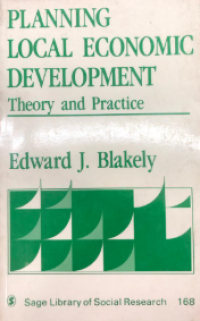 PLANNING
LOCAL ECONOMIC
DEVELOPMENT
Theory and Practice
Edward J. Blakely
S Sage Library of Social Research 168